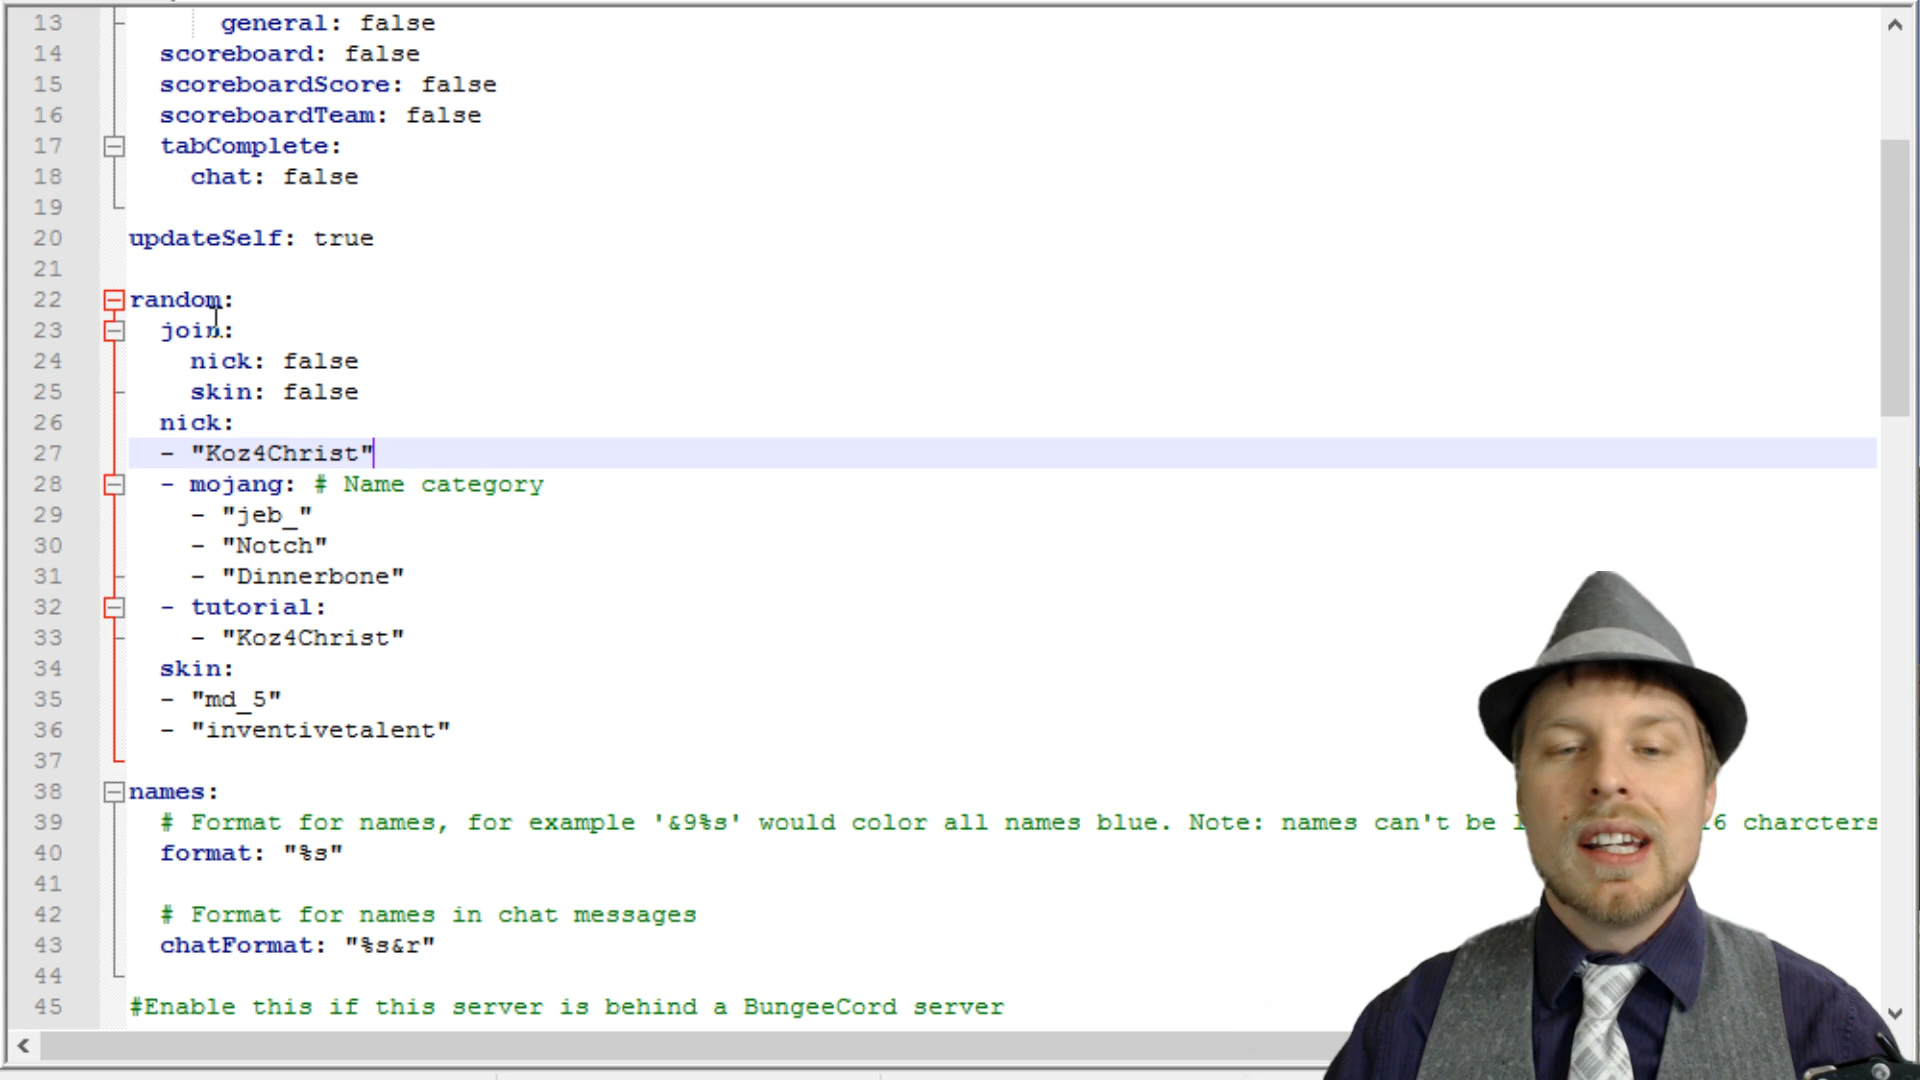 13 general: false
14 scoreboard: false
15 scoreboardScore: false
16 scoreboardTeam: false
17 tabComplete:
18 chat: false
19
20 updateSelf: true
21
22 random:
23 join:
24 nick: false
25 skin: false
26 nick:
27 - "Koz4Christ"
28 - mojang: # Name category
29 - "jeb_"
30 - "Notch"
31 - "Dinnerbone"
32 - tutorial:
33 - "Koz4Christ"
34 skin:
35 - "md_5"
36 - "inventivetalent"
37
38 names:
39 # Format for names, for example '&9%s' would color all names blue. Note: names can't be 6 charcters
40 format: "%s"
41
42 # Format for names in chat messages
43 chatFormat: "%s&r"
44
45 #Enable this if this server is behind a BungeeCord server